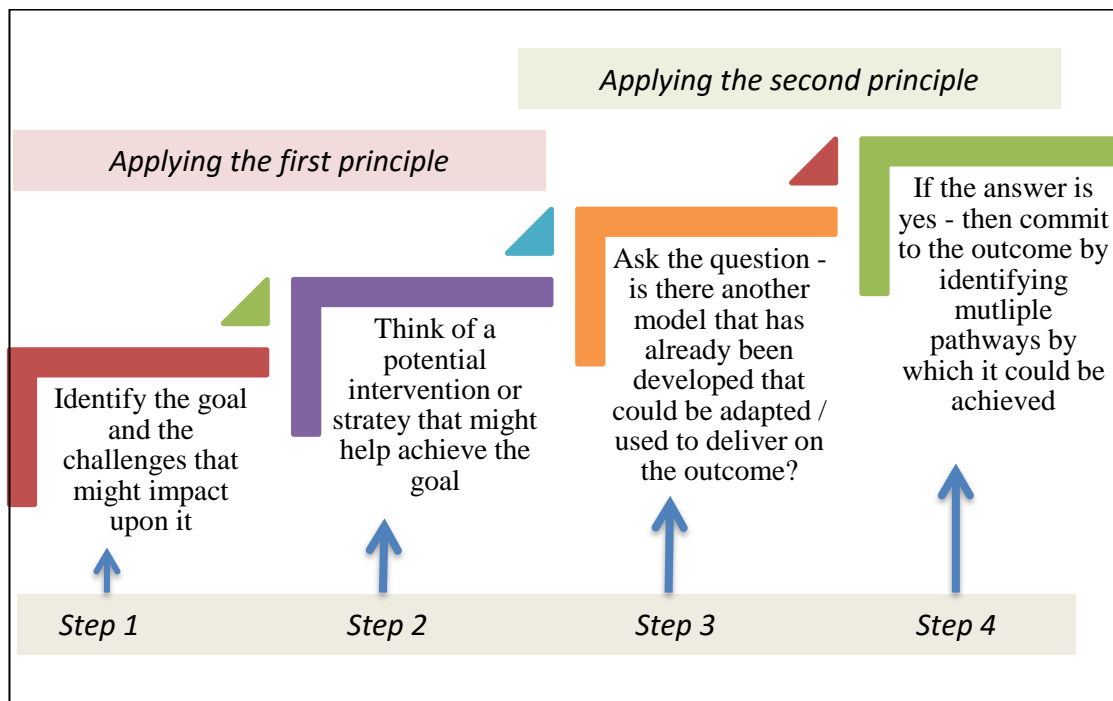 Applying the second principle
Applying the first principle
Identify the goal
and the
challenges that
might impact
upon it
Think of a
potential
intervention or
stratey that might
help achieve the
goal
Ask the question -
is there another
model that has
already been
developed that
could be adapted /
used to deliver on
the outcome?
If the answer is
yes - then commit
to the outcome by
identifying
mutliple
pathways by
which it could be
achieved
Step 1
Step 2
Step 3
Step 4